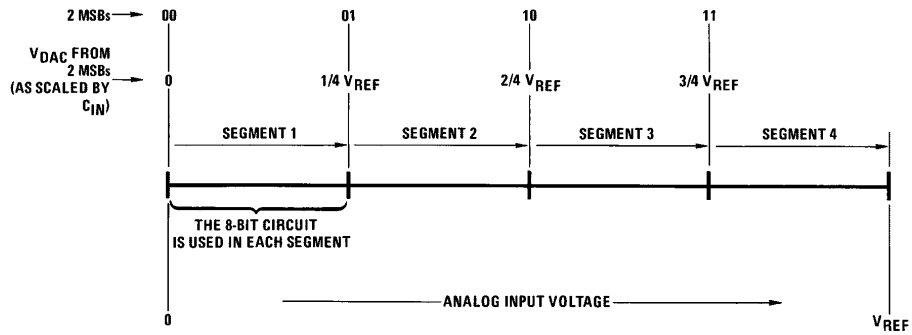 2 MSBs 00 01 10 11
VDAC FROM
2 MSBs
(AS SCALED BY
CIN)
0 1/4 VREF 2/4 VREF 3/4 VREF
SEGMENT 1 SEGMENT 2 SEGMENT 3 SEGMENT 4
THE 8-BIT CIRCUIT
IS USED IN EACH SEGMENT
ANALOG INPUT VOLTAGE
0 VREF